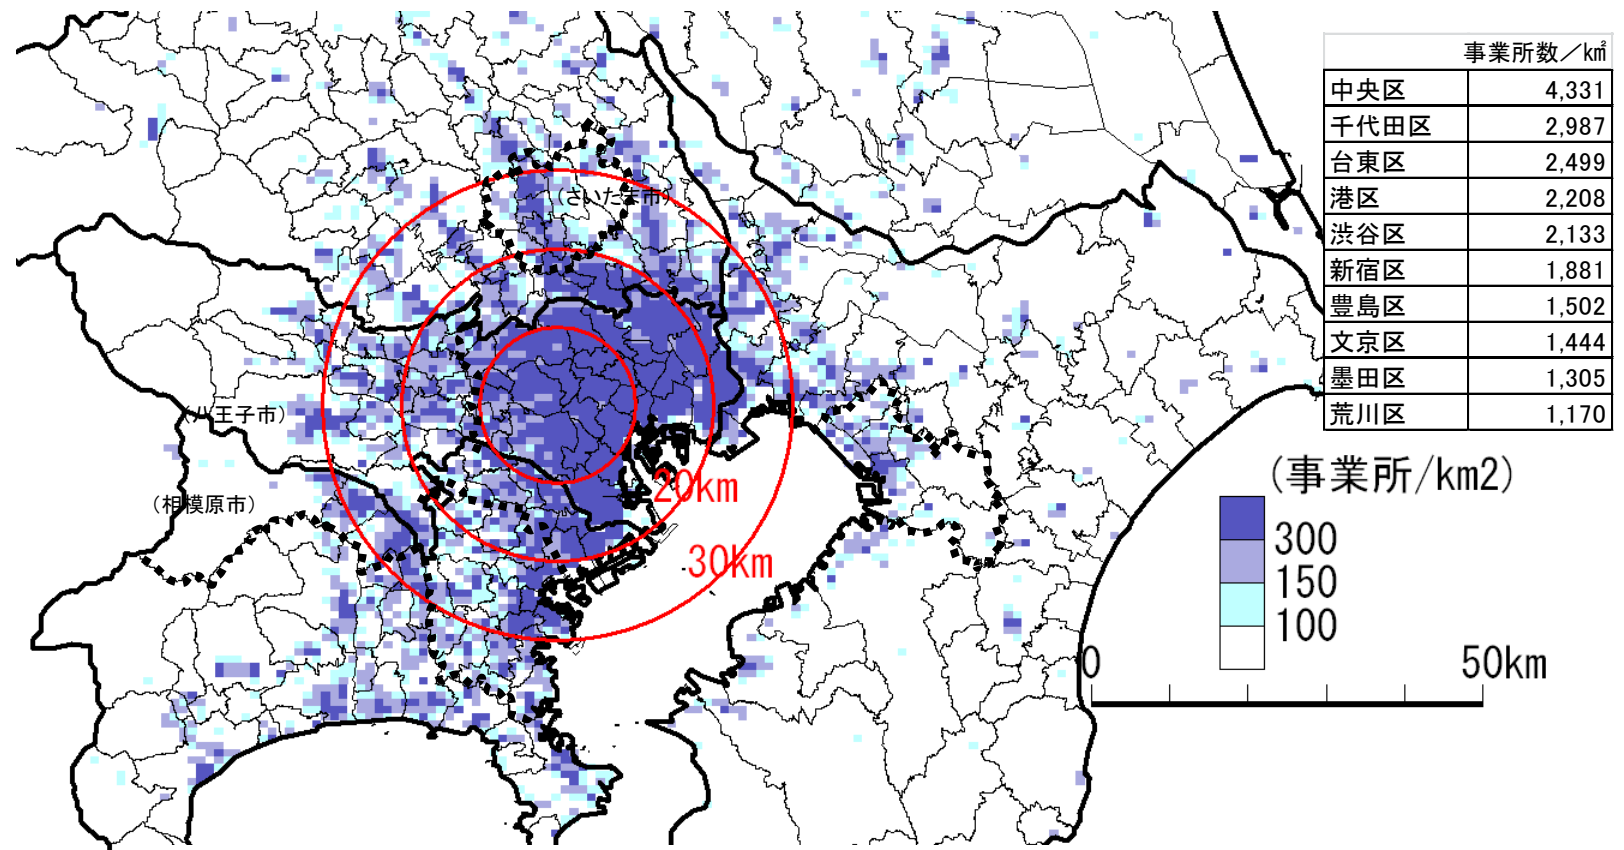 事業所数／㎢
中央区 4,331
千代田区 2,987
台東区 2,499
港区 2,208
渋谷区 2,133
新宿区 1,881
豊島区 1,502
文京区 1,444
墨田区 1,305
荒川区 1,170
（さいたま市）
（八王子市）
（相模原市）
20km
30km
(事業所/km2)
300
150
100
0 50km